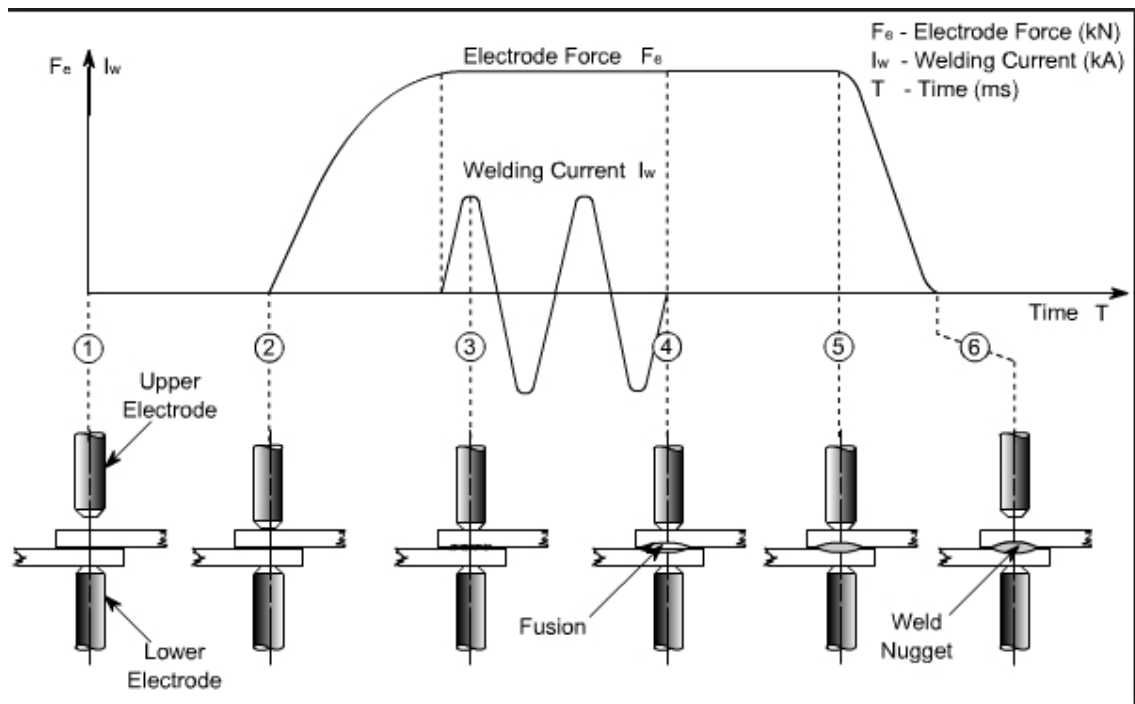 Fe Iw
Electrode Force Fe
Fe - Electrode Force (kN)
Iw - Welding Current (kA)
T - Time (ms)
Welding Current Iw
Time T
1
2
3
4
5
6
Upper
Electrode
Lower
Electrode
Fusion
Weld
Nugget